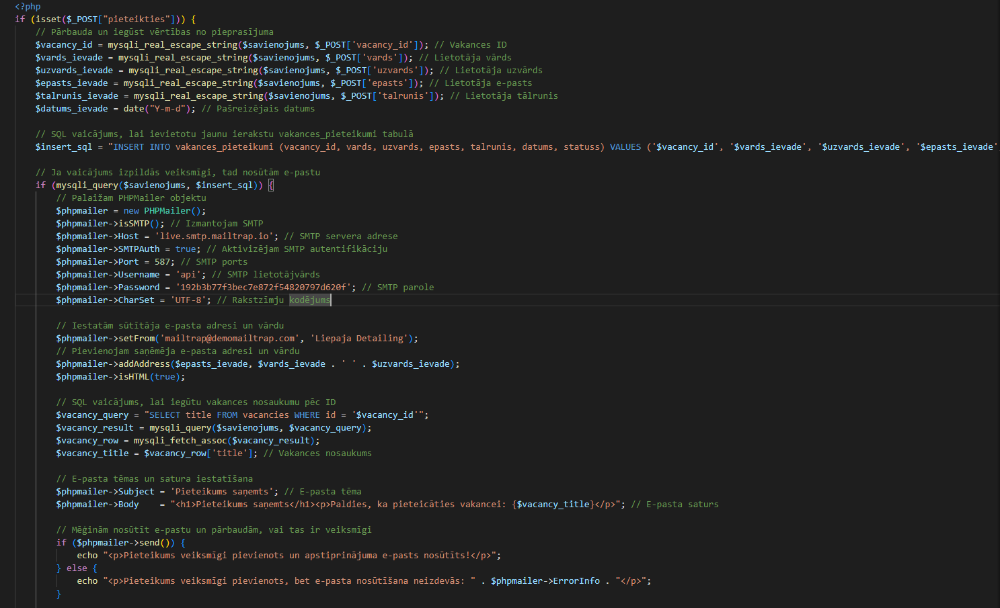 <?php
if (isset($_POST["pieteikties"])) {
// Pārbauda un iegūst vērtības no pieprasījuma
$vacancy_id = mysqli_real_escape_string($savienojums, $_POST['vacancy_id']); // Vakances ID
$vards_ievade = mysqli_real_escape_string($savienojums, $_POST['vards']); // Lietotāja vārds
$uzvards_ievade = mysqli_real_escape_string($savienojums, $_POST['uzvards']); // Lietotāja uzvārds
$epasts_ievade = mysqli_real_escape_string($savienojums, $_POST['epasts']); // Lietotāja e-pasts
$talrunis_ievade = mysqli_real_escape_string($savienojums, $_POST['talrunis']); // Lietotāja tālrunis
$datums_ievade = date("Y-m-d"); // Pašreizējais datums
// SQL vaicājums, lai ievietotu jaunu ierakstu vakances_pieteikumi tabulā
$insert_sql = "INSERT INTO vakances_pieteikumi (vacancy_id, vards, uzvards, epasts, talrunis, datums, statuss) VALUES ('$vacancy_id', '$vards_ievade', '$uzvards_ievade', '$epasts_ievade',
// Ja vaicājums izpildās veiksmīgi, tad nosūtām e-pastu
if (mysqli_query($savienojums, $insert_sql)) {
// Palaižam PHPMailer objektu
$phpmailer = new PHPMailer();
$phpmailer->isSMTP(); // Izmantojam SMTP
$phpmailer->Host = 'live.smtp.mailtrap.io'; // SMTP servera adrese
$phpmailer->SMTPAuth = true; // Aktivizējam SMTP autentifikāciju
$phpmailer->Port = 587; // SMTP ports
$phpmailer->Username = 'api'; // SMTP lietotājvārds
$phpmailer->Password = '192b3b77f3bec7e872f54820797d620f'; // SMTP parole
$phpmailer->CharSet = 'UTF-8'; // Rakstzīmju kodējums
// Iestatām sūtītāja e-pasta adresi un vārdu
$phpmailer->setFrom('mailtrap@demomailtrap.com', 'Liepaja Detailing');
// Pievienojam saņēmēja e-pasta adresi un vārdu
$phpmailer->addAddress($epasts_ievade, $vards_ievade . ' ' . $uzvards_ievade);
$phpmailer->isHTML(true);
// SQL vaicājums, lai iegūtu vakances nosaukumu pēc ID
$vacancy_query = "SELECT title FROM vacancies WHERE id = '$vacancy_id'";
$vacancy_result = mysqli_query($savienojums, $vacancy_query);
$vacancy_row = mysqli_fetch_assoc($vacancy_result);
$vacancy_title = $vacancy_row['title']; // Vakances nosaukums
// E-pasta tēmas un satura iestatīšana
$phpmailer->Subject = 'Pieteikums saņemts'; // E-pasta tēma
$phpmailer->Body    = "<h1>Pieteikums saņemts</h1><p>Paldies, ka pieteicāties vakancei: {$vacancy_title}</p>"; // E-pasta saturs
// Mēģinām nosūtīt e-pastu un pārbaudām, vai tas ir veiksmīgi
if ($phpmailer->send()) {
echo "<p>Pieteikums veiksmīgi pievienots un apstiprinājuma e-pasts nosūtīts!</p>";
} else {
echo "<p>Pieteikums veiksmīgi pievienots, bet e-pasta nosūtīšana neizdevās: " . $phpmailer->ErrorInfo . "</p>";
}